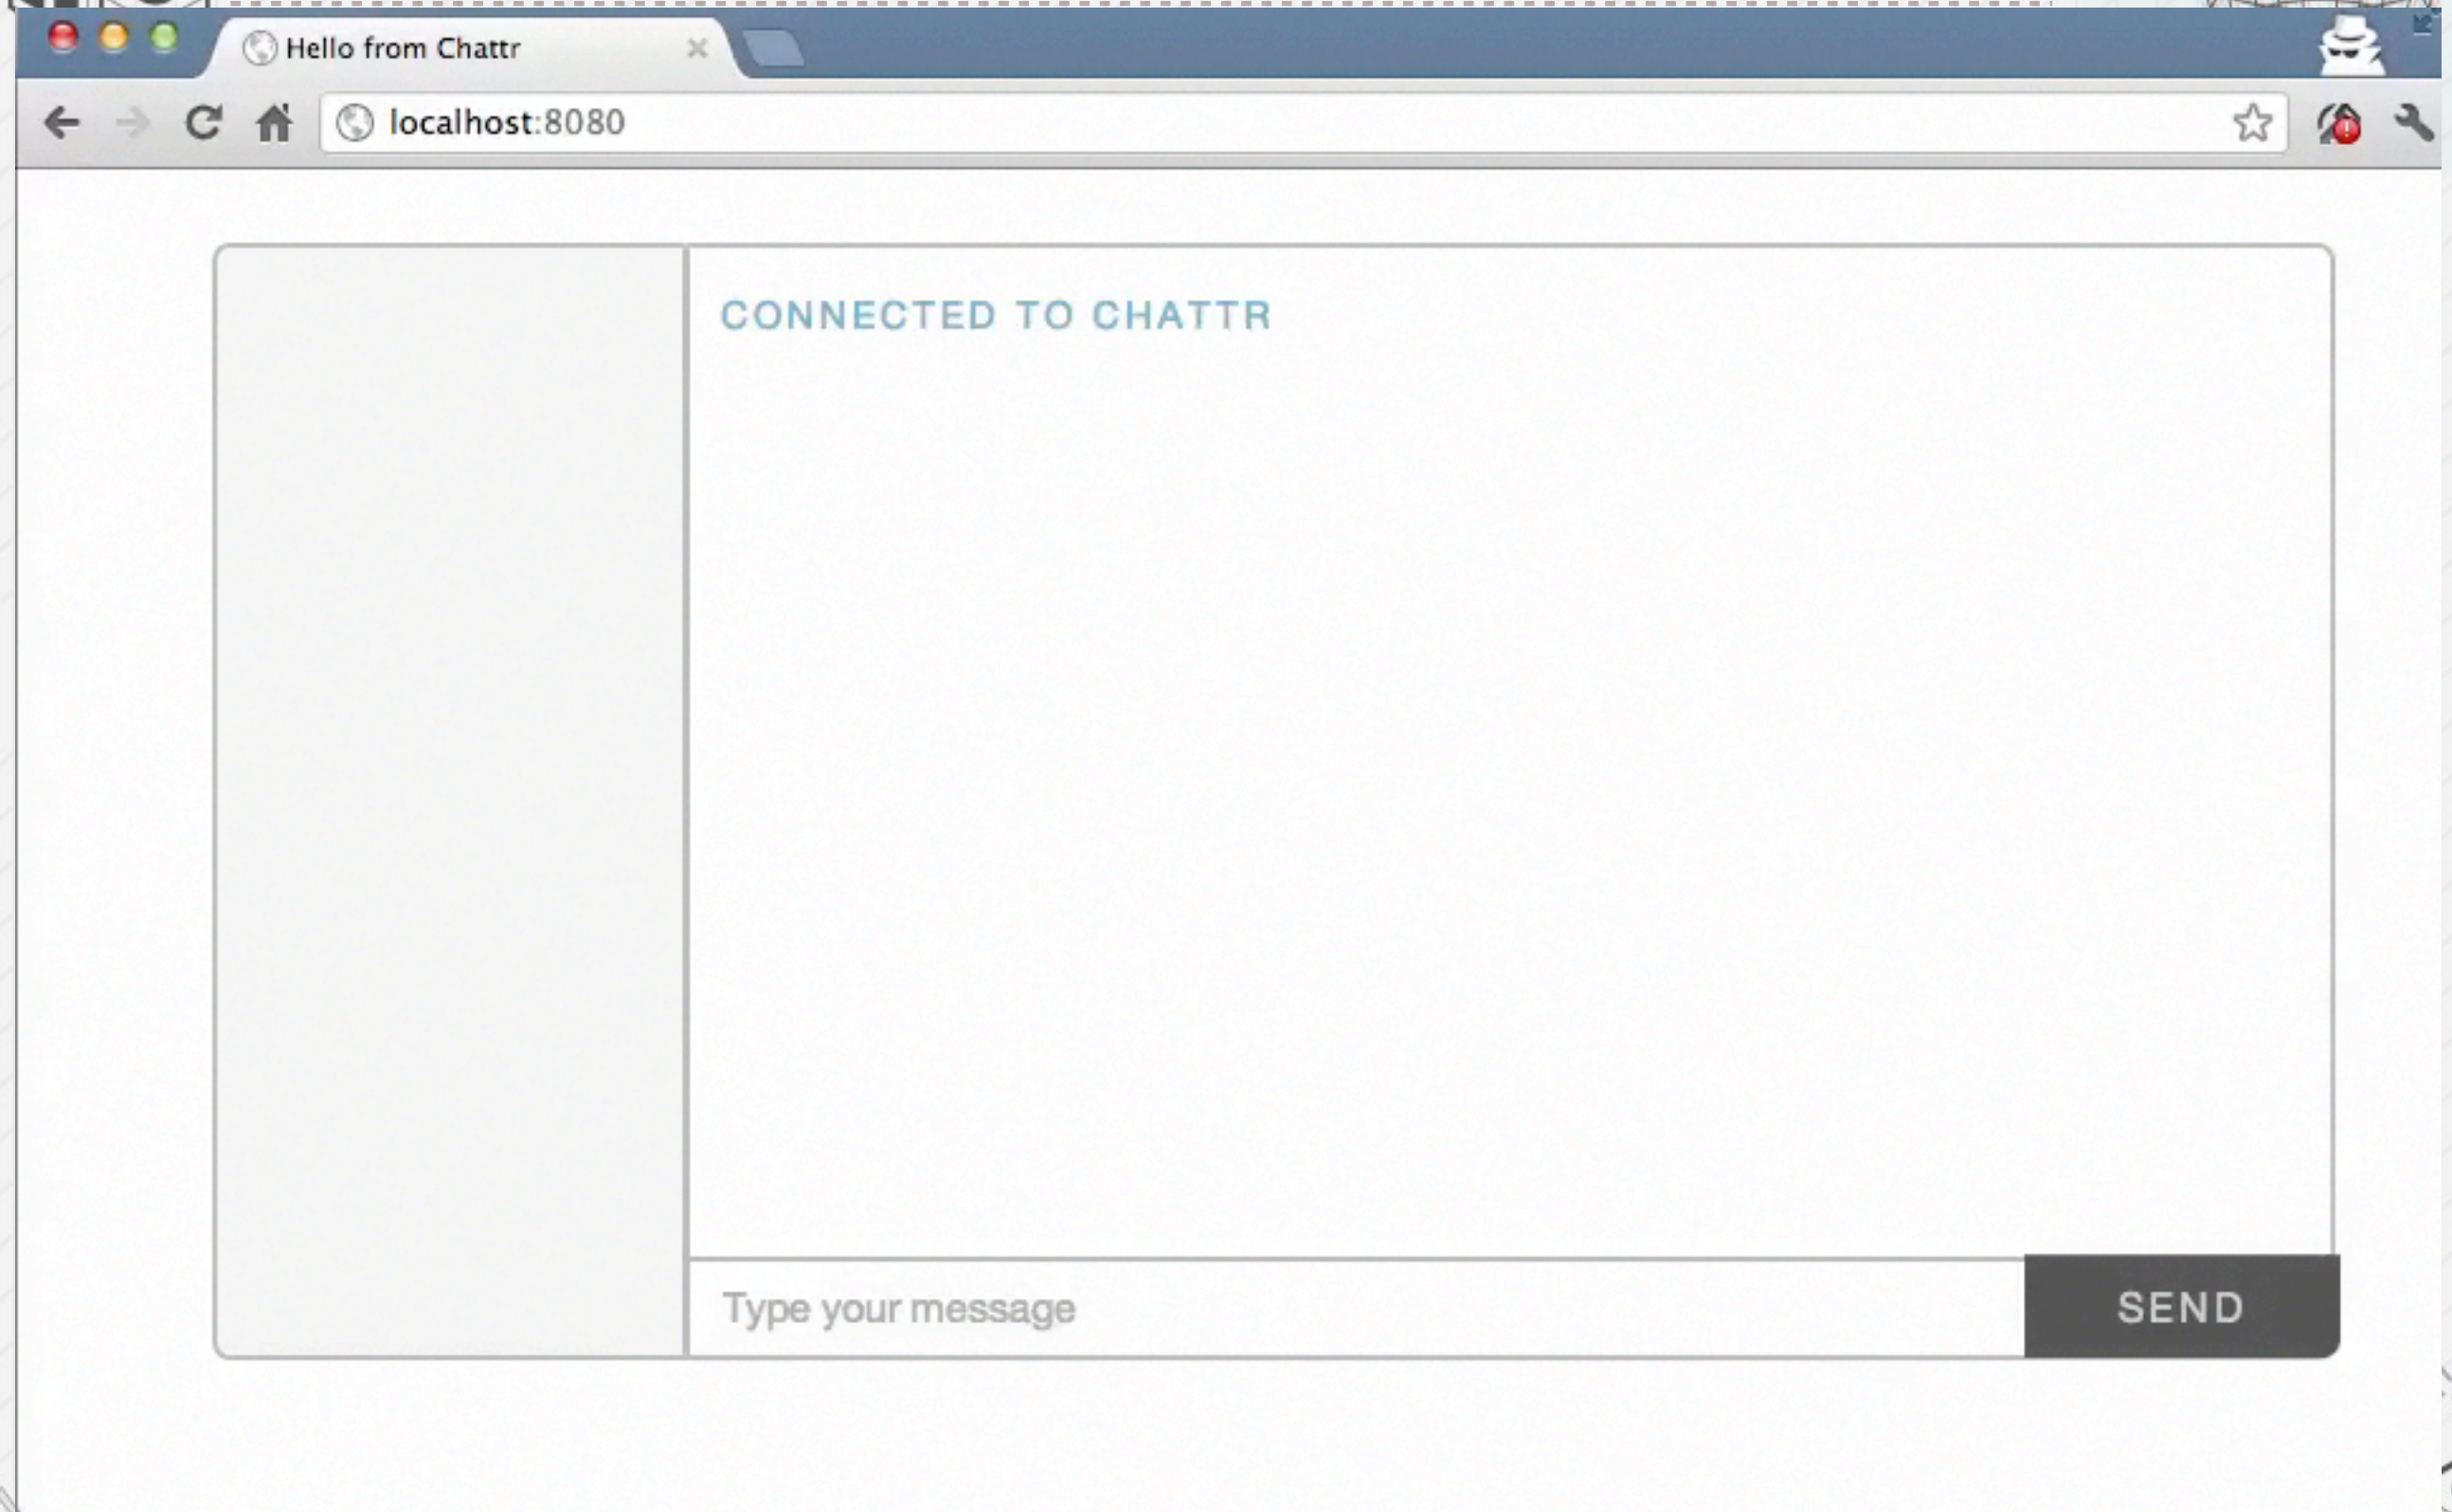 Hello from Chattr
localhost:8080
CONNECTED TO CHATTR
Type your message
SEND